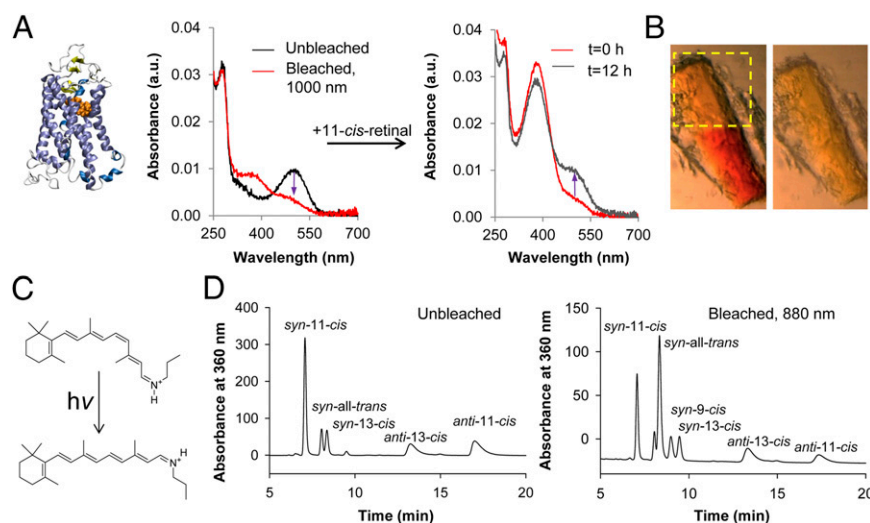 A
Absorbance (a.u.)
0.04
0.03
0.02
0.01
0.00
250
400
550
700
Wavelength (nm)
Unbleached
Bleached,
1000 nm
+11-cis-retinal
Absorbance (a.u.)
0.04
0.03
0.02
0.01
0.00
250
400
550
700
Wavelength (nm)
t=0 h
t=12 h
B
C
N+
H
hν
N+
H
D
Absorbance at 360 nm
400
300
200
100
0
5
10
15
20
Time (min)
Unbleached
syn-11-cis
syn-all-trans
syn-13-cis
anti-13-cis
anti-11-cis
Absorbance at 360 nm
150
100
50
0
5
10
15
20
Time (min)
Bleached, 880 nm
syn-11-cis
syn-all-trans
syn-9-cis
syn-13-cis
anti-13-cis
anti-11-cis